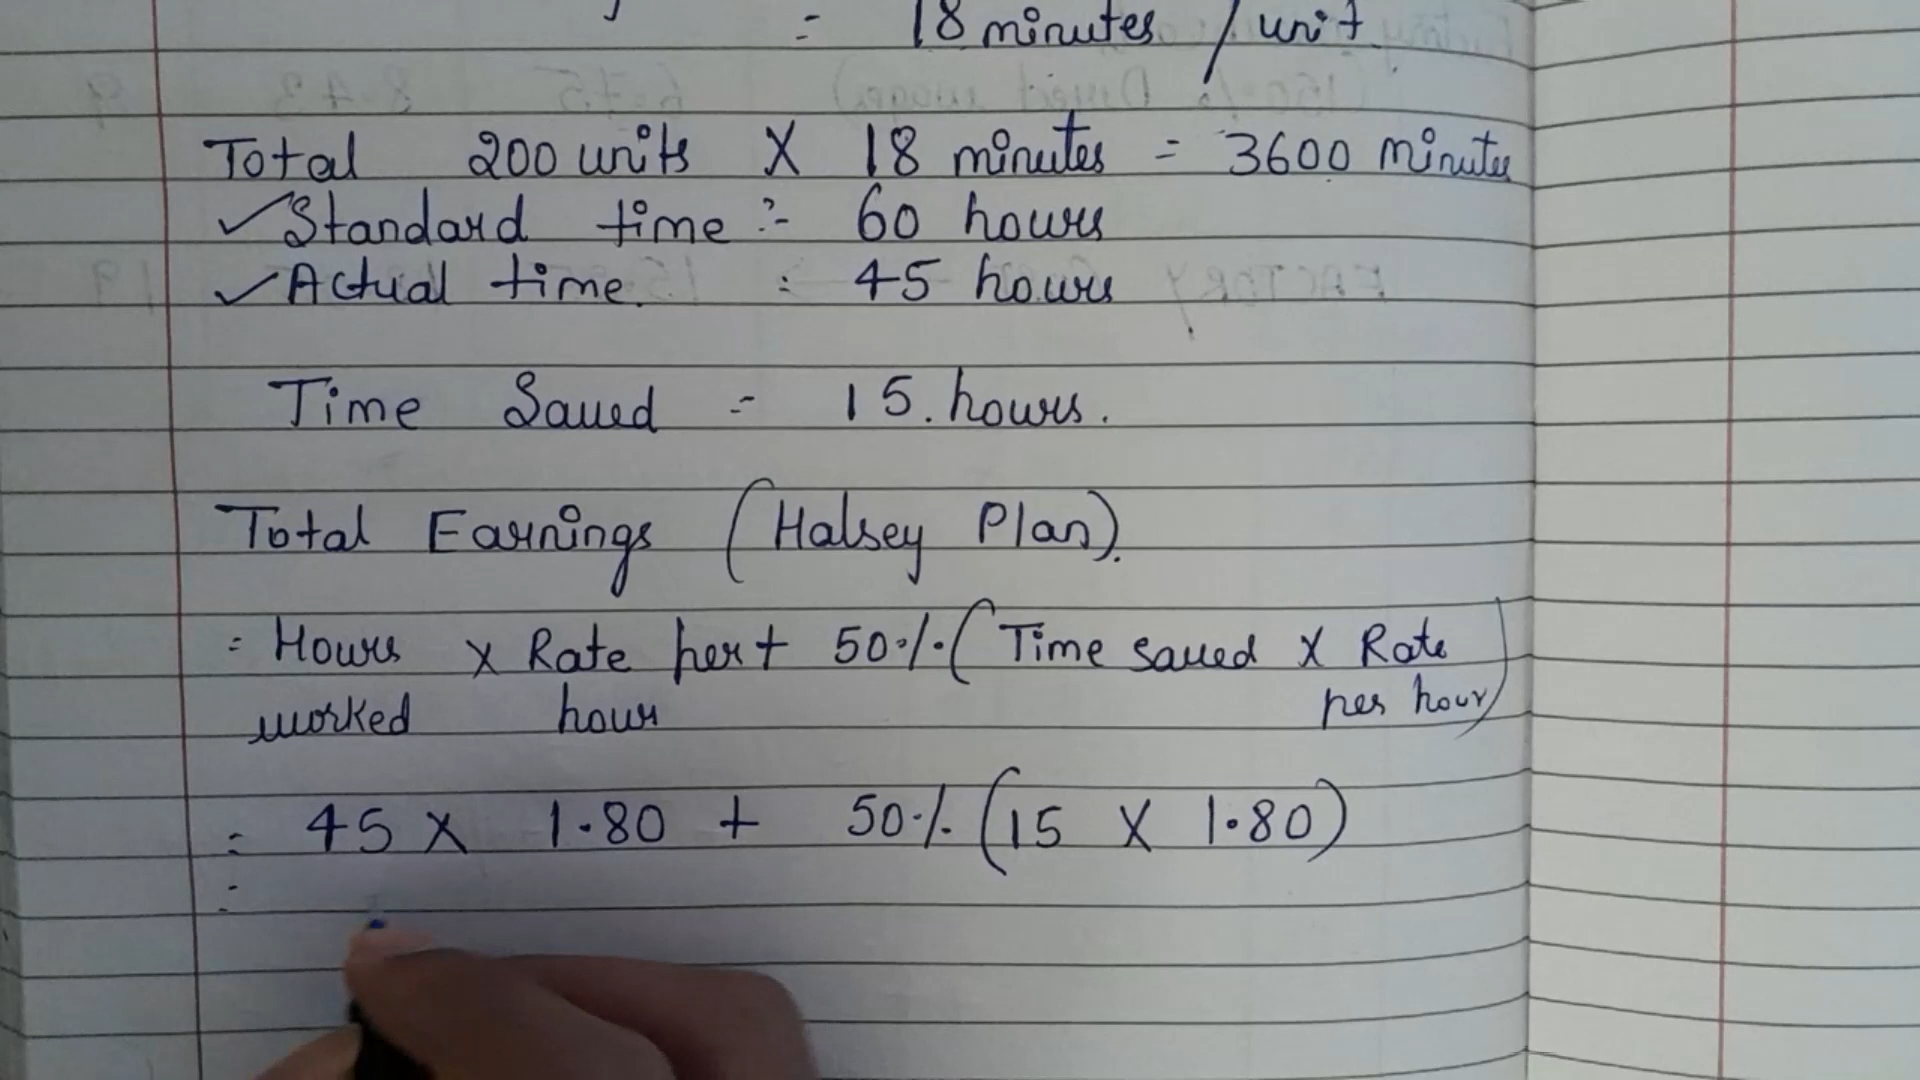 = 18 minutes / unit
Total 200 units X 18 minutes = 3600 minutes
✓Standard time :- 60 hours
✓Actual time : 45 hours
Time Saved = 15. hours.
Total Earnings (Halsey Plan).
= Hours X Rate per + 50% (Time saved X Rate
worked hour per hour)
= 45 X 1.80 + 50% (15 X 1.80)
=